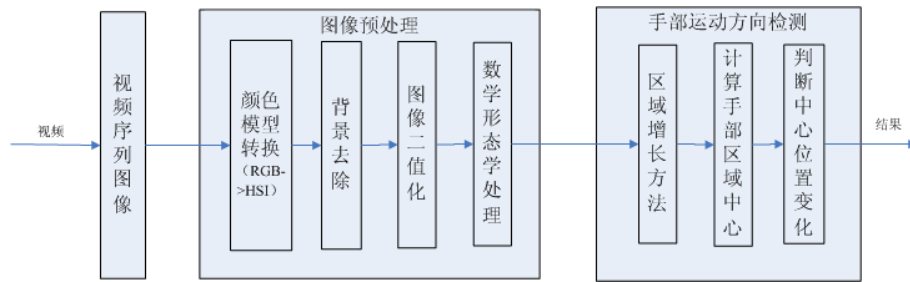 视频
视频序列图像
图像预处理
颜色
模型
转换
（RGB-
>HSI）
背景去除
图像二值化
数学形态学处理
手部运动方向检测
区域增长方法
计算手部区域中心
判断中心位置变化
结果